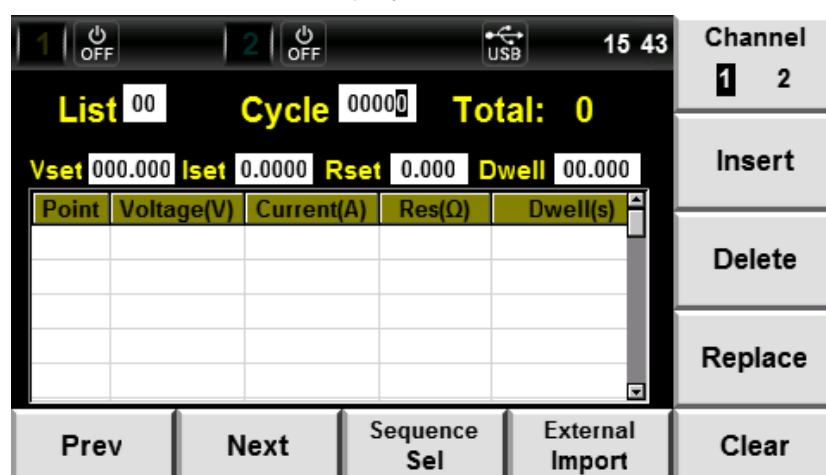 1 OFF 2 OFF USB 15 43
Channel
1 2
List 00 Cycle 00000 Total: 0
Vset 000.000 Iset 0.0000 Rset 0.000 Dwell 00.000
Insert
Point Voltage(V) Current(A) Res(Ω) Dwell(s)
Delete
Replace
Prev
Next
Sequence
Sel
External
Import
Clear